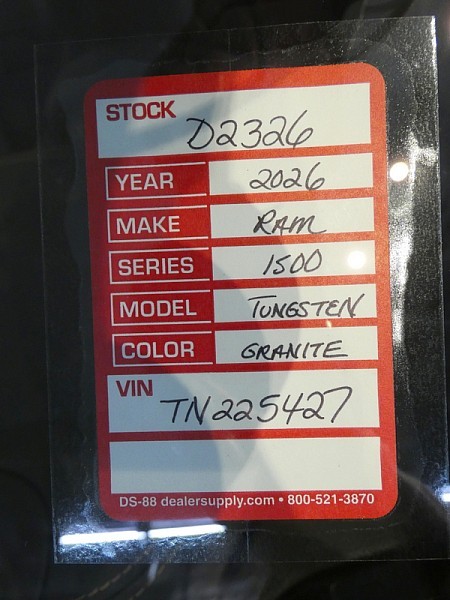 STOCK
D2326
YEAR 2026
MAKE RAM
SERIES 1500
MODEL TUNGSTEN
COLOR GRANITE
VIN
TN225427
DS-88 dealersupply.com • 800-521-3870